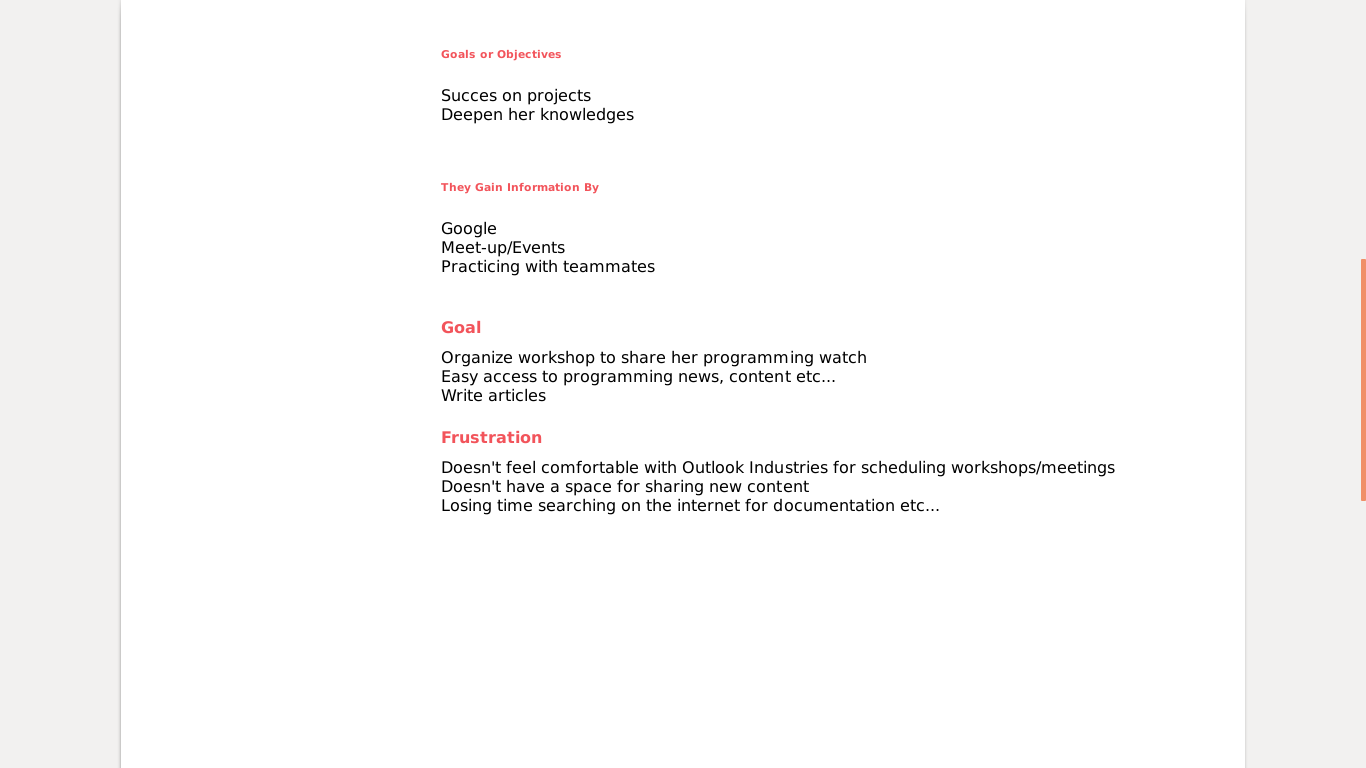 Goals or Objectives
Succes on projects
Deepen her knowledges
They Gain Information By
Google
Meet-up/Events
Practicing with teammates
Goal
Organize workshop to share her programming watch
Easy access to programming news, content etc...
Write articles
Frustration
Doesn't feel comfortable with Outlook Industries for scheduling workshops/meetings
Doesn't have a space for sharing new content
Losing time searching on the internet for documentation etc...